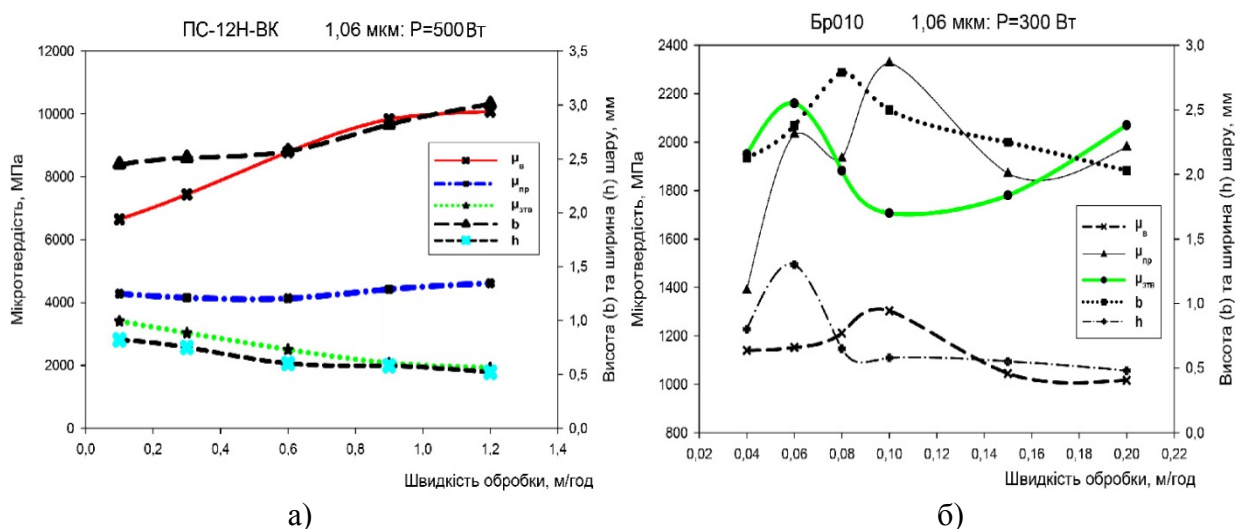 ПС-12Н-ВК 1,06 мкм: P=500Вт
Мікротвердість, МПа
12000
10000
8000
6000
4000
2000
0
0,0 0,2 0,4 0,6 0,8 1,0 1,2 1,4
Швидкість обробки, м/год
3,5
3,0
2,5
2,0
1,5
1,0
0,5
0,0
Висота (b) та ширина (h) шару, мм
μв
μпр
μзтв
b
h
а)
Бр010 1,06 мкм: P=300 Вт
Мікротвердість, МПа
2400
2200
2000
1800
1600
1400
1200
1000
800
0,02 0,04 0,06 0,08 0,10 0,12 0,14 0,16 0,18 0,20 0,22
Швидкість обробки, м/год
3,0
2,5
2,0
1,5
1,0
0,5
0,0
Висота (b) та ширина (h) шару, мм
μв
μпр
μзтв
b
h
б)